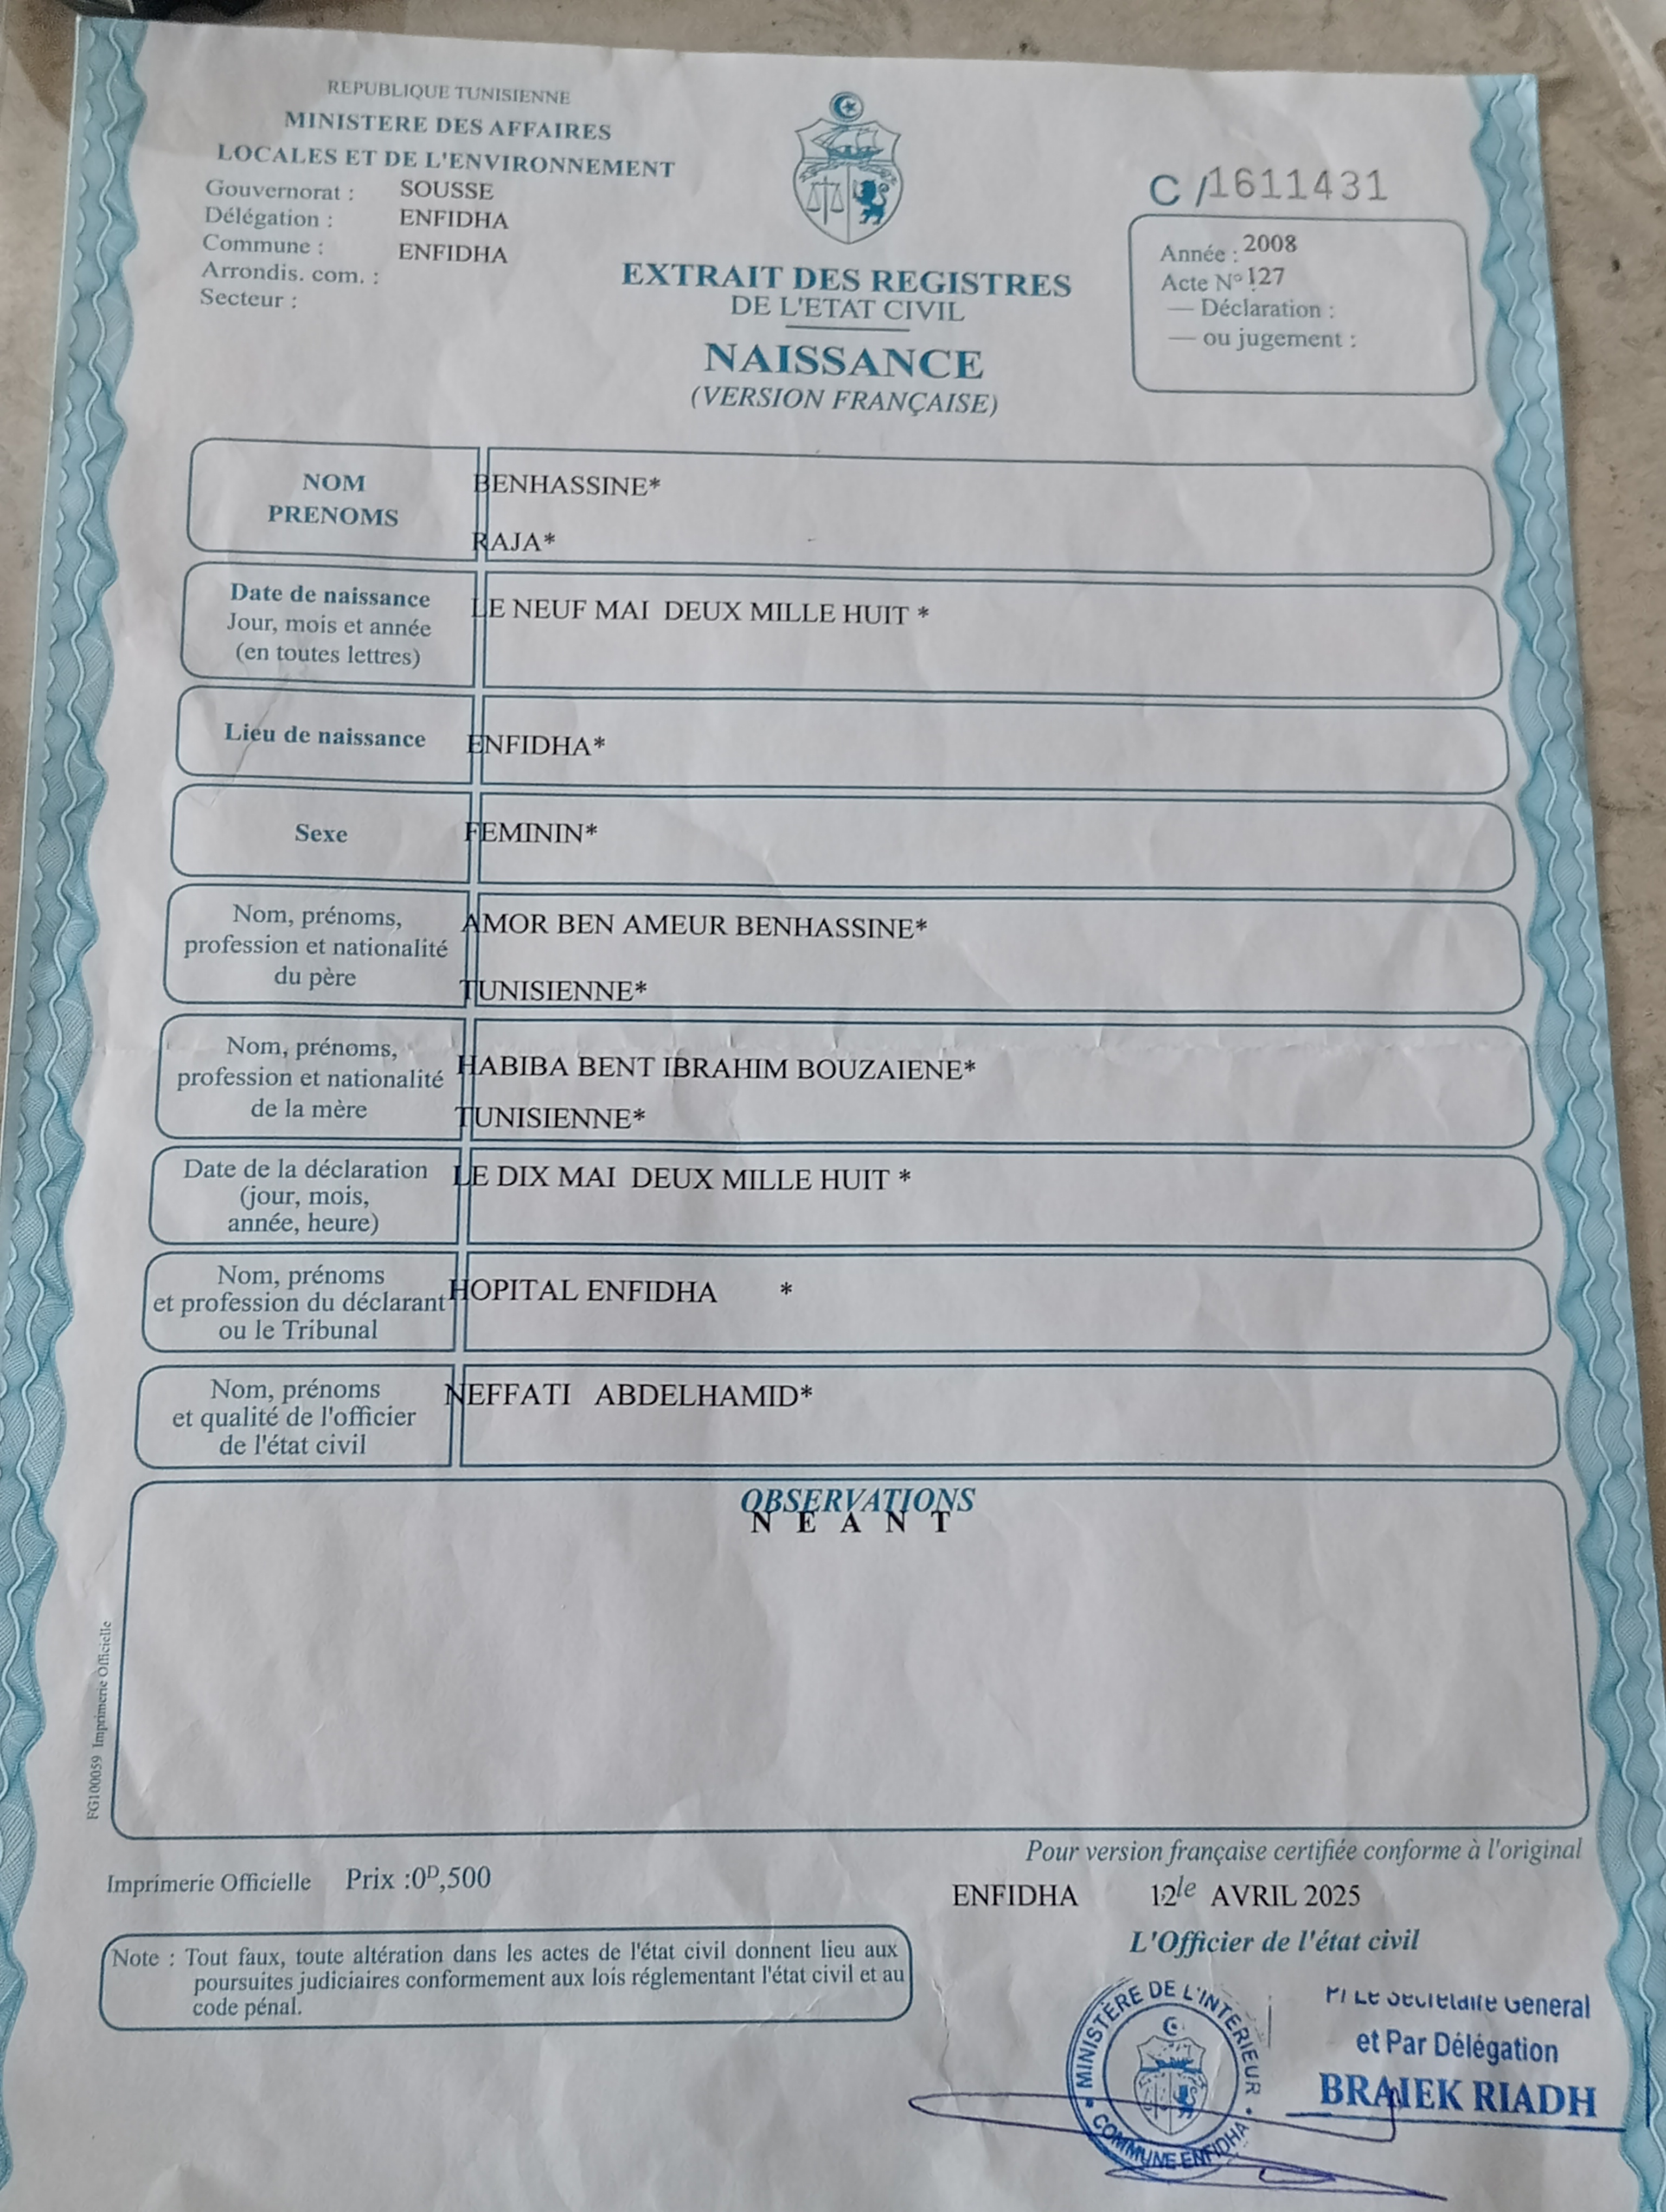 REPUBLIQUE TUNISIENNE
MINISTERE DES AFFAIRES
LOCALES ET DE L'ENVIRONNEMENT
Gouvernorat : SOUSSE
Délégation : ENFIDHA
Commune : ENFIDHA
Arrondis. com. :
Secteur :
C /1611431
Année : 2008
Acte N° 127
— Déclaration :
— ou jugement :
EXTRAIT DES REGISTRES
DE L'ETAT CIVIL
NAISSANCE
(VERSION FRANÇAISE)
NOM BENHASSINE*
PRENOMS RAJA*
Date de naissance
Jour, mois et année
(en toutes lettres)
LE NEUF MAI DEUX MILLE HUIT *
Lieu de naissance ENFIDHA*
Sexe FEMININ*
Nom, prénoms,
profession et nationalité
du père
AMOR BEN AMEUR BENHASSINE*
TUNISIENNE*
Nom, prénoms,
profession et nationalité
de la mère
HABIBA BENT IBRAHIM BOUZAIENE*
TUNISIENNE*
Date de la déclaration
(jour, mois,
année, heure)
LE DIX MAI DEUX MILLE HUIT *
Nom, prénoms
et profession du déclarant
ou le Tribunal
HOPITAL ENFIDHA *
Nom, prénoms
et qualité de l'officier
de l'état civil
NEFFATI ABDELHAMID*
OBSERVATIONS
N E A N T
FG100059 Imprimerie Officielle
Pour version française certifiée conforme à l'original
Imprimerie Officielle Prix :0D,500
ENFIDHA 12 le AVRIL 2025
L'Officier de l'état civil
Note : Tout faux, toute altération dans les actes de l'état civil donnent lieu aux
poursuites judiciaires conformement aux lois réglementant l'état civil et au
code pénal.
MINISTÈRE DE L'INTERIEUR
COMMUNE ENFIDHA
P/ Le Secrétaire General
et Par Délégation
BRAIEK RIADH